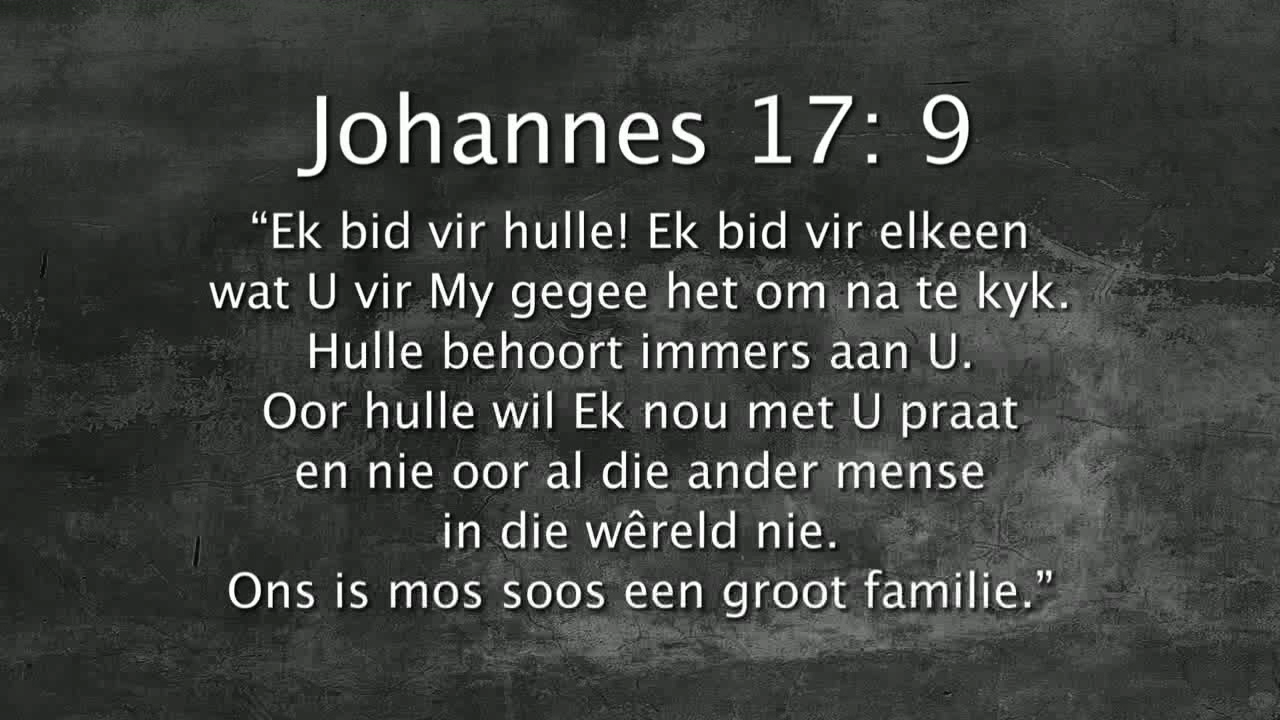 Johannes 17: 9
“Ek bid vir hulle! Ek bid vir elkeen
wat U vir My gegee het om na te kyk.
Hulle behoort immers aan U.
Oor hulle wil Ek nou met U praat
en nie oor al die ander mense
in die wêreld nie.
Ons is mos soos een groot familie.”